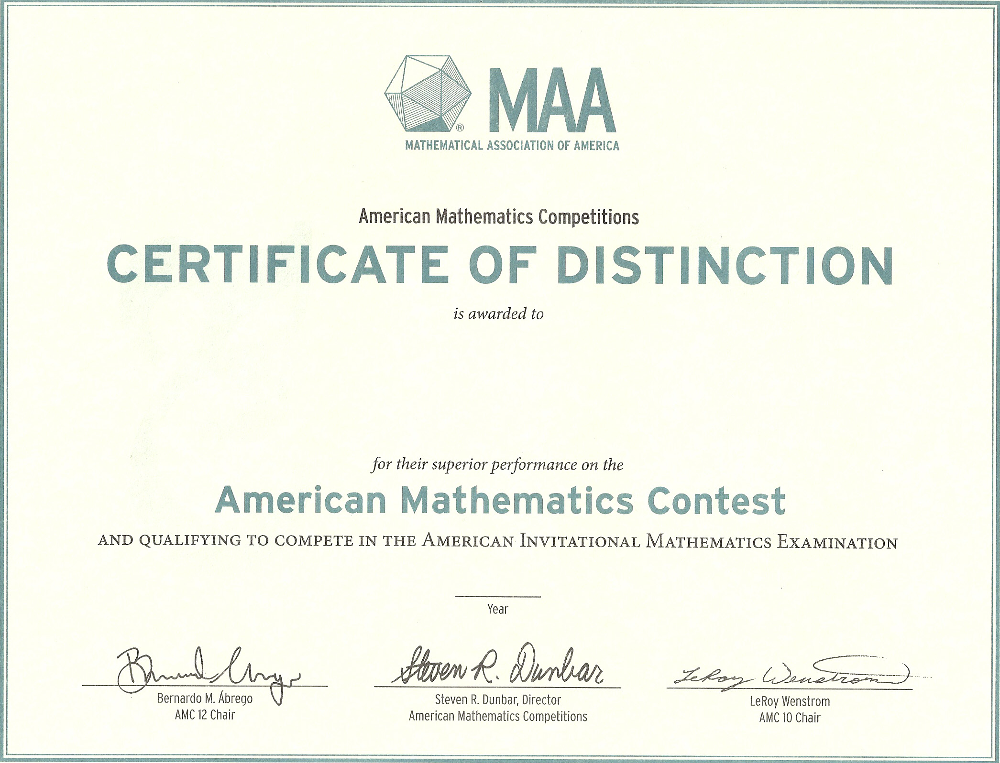 ®
MAA
MATHEMATICAL ASSOCIATION OF AMERICA
American Mathematics Competitions
CERTIFICATE OF DISTINCTION
is awarded to
for their superior performance on the
American Mathematics Contest
AND QUALIFYING TO COMPETE IN THE AMERICAN INVITATIONAL MATHEMATICS EXAMINATION
Year
Steven R. Dunbar
LeRoy Wenstrom
Bernardo M. Ábrego
AMC 12 Chair
Steven R. Dunbar, Director
American Mathematics Competitions
LeRoy Wenstrom
AMC 10 Chair